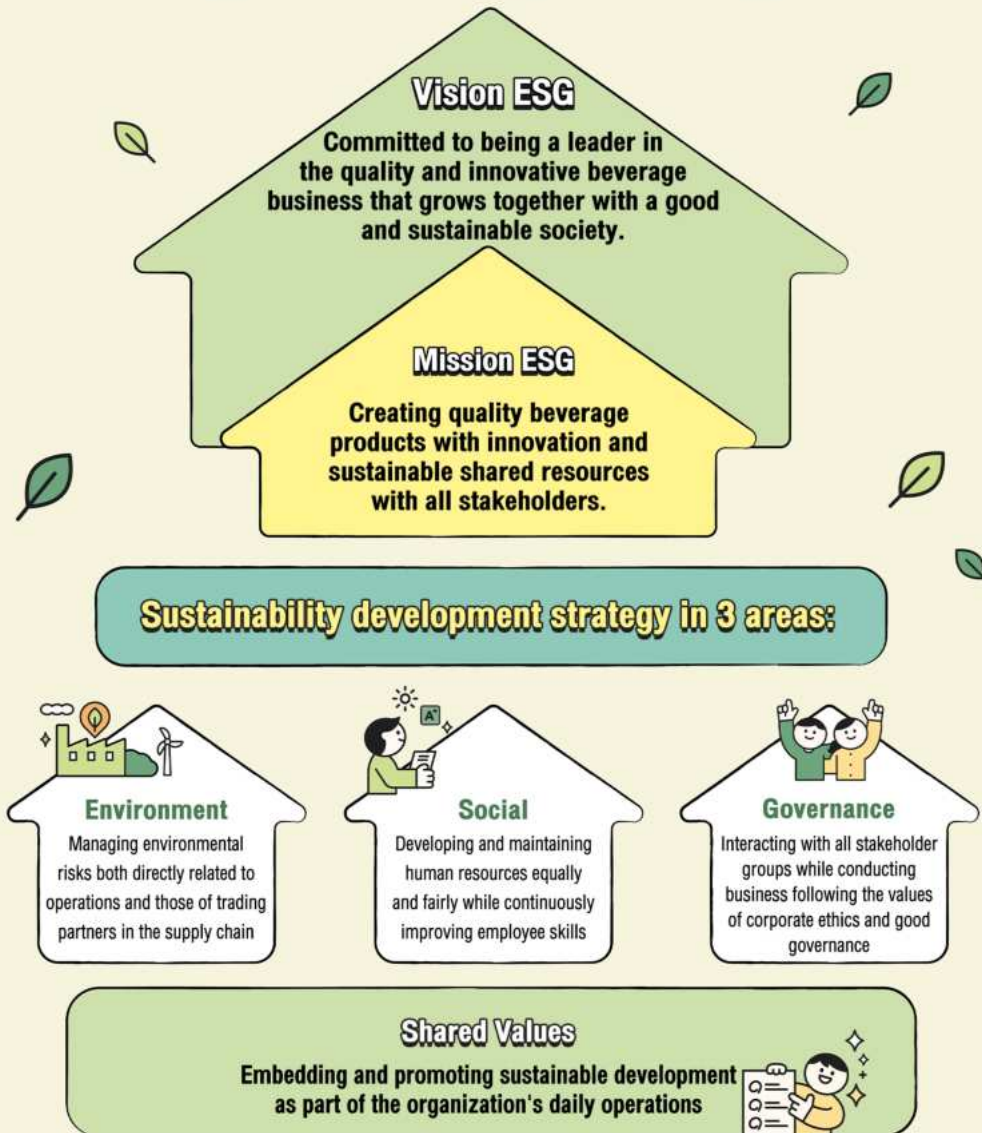 Vision ESG
Committed to being a leader in
the quality and innovative beverage
business that grows together with a good
and sustainable society.
Mission ESG
Creating quality beverage
products with innovation and
sustainable shared resources
with all stakeholders.
Sustainability development strategy in 3 areas:
A+
Environment
Managing environmental
risks both directly related to
operations and those of trading
partners in the supply chain
Social
Developing and maintaining
human resources equally
and fairly while continuously
improving employee skills
Governance
Interacting with all stakeholder
groups while conducting
business following the values
of corporate ethics and good
governance
Shared Values
Embedding and promoting sustainable development
as part of the organization's daily operations